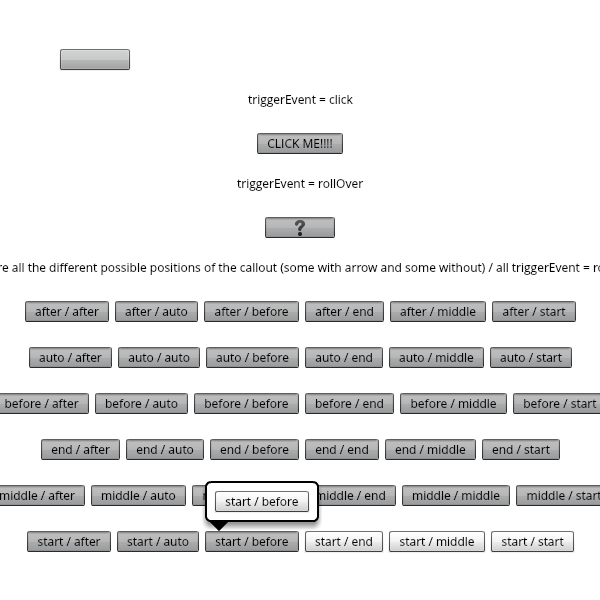 triggerEvent = click
CLICK ME!!!!
triggerEvent = rollOver
?
all the different possible positions of the callout (some with arrow and some without) / all triggerEvent =
after / after after / auto after / before after / end after / middle after / start
auto / after auto / auto auto / before auto / end auto / middle auto / start
before / after before / auto before / before before / end before / middle before / start
end / after end / auto end / before end / end end / middle end / start
middle / after middle / auto middle / end middle / middle middle / start
start / before
start / after start / auto start / before start / end start / middle start / start